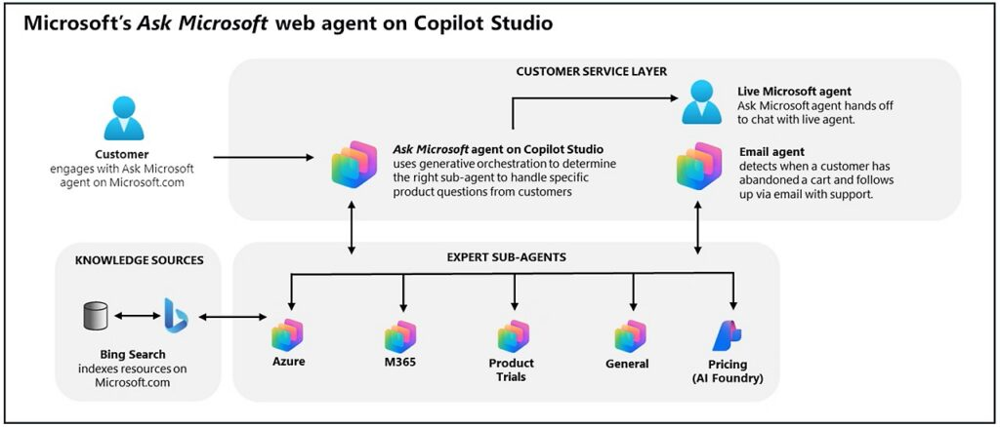 Microsoft's Ask Microsoft web agent on Copilot Studio
CUSTOMER SERVICE LAYER
Customer
engages with Ask Microsoft
agent on Microsoft.com
Ask Microsoft agent on Copilot Studio
uses generative orchestration to determine
the right sub-agent to handle specific
product questions from customers
Live Microsoft agent
Ask Microsoft agent hands off
to chat with live agent.
Email agent
detects when a customer has
abandoned a cart and follows
up via email with support.
KNOWLEDGE SOURCES
Bing Search
indexes resources on
Microsoft.com
EXPERT SUB-AGENTS
Azure
M365
Product
Trials
General
Pricing
(AI Foundry)